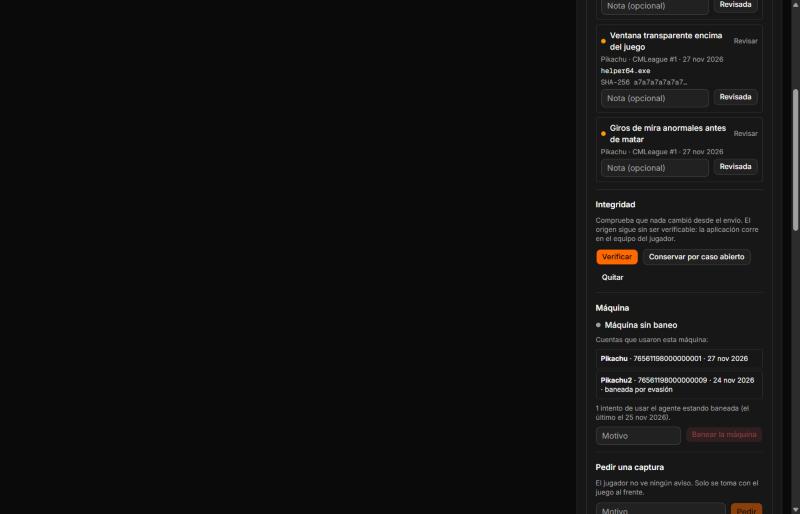 Nota (opcional)
Revisada
Ventana transparente encima
del juego
Revisar
Pikachu · CMLeague #1 · 27 nov 2026
helper64.exe
SHA-256 a7a7a7a7a7a7…
Nota (opcional)
Revisada
Giros de mira anormales antes
de matar
Revisar
Pikachu · CMLeague #1 · 27 nov 2026
Nota (opcional)
Revisada
Integridad
Comprueba que nada cambió desde el envío. El
origen sigue sin ser verificable: la aplicación corre
en el equipo del jugador.
Verificar
Conservar por caso abierto
Quitar
Máquina
Máquina sin baneo
Cuentas que usaron esta máquina:
Pikachu · 76561198000000001 · 27 nov 2026
Pikachu2 · 76561198000000009 · 24 nov 2026
· baneada por evasión
1 intento de usar el agente estando baneada (el
último el 25 nov 2026).
Motivo
Banear la máquina
Pedir una captura
El jugador no ve ningún aviso. Solo se toma con el
juego al frente.
Motivo
Pedir